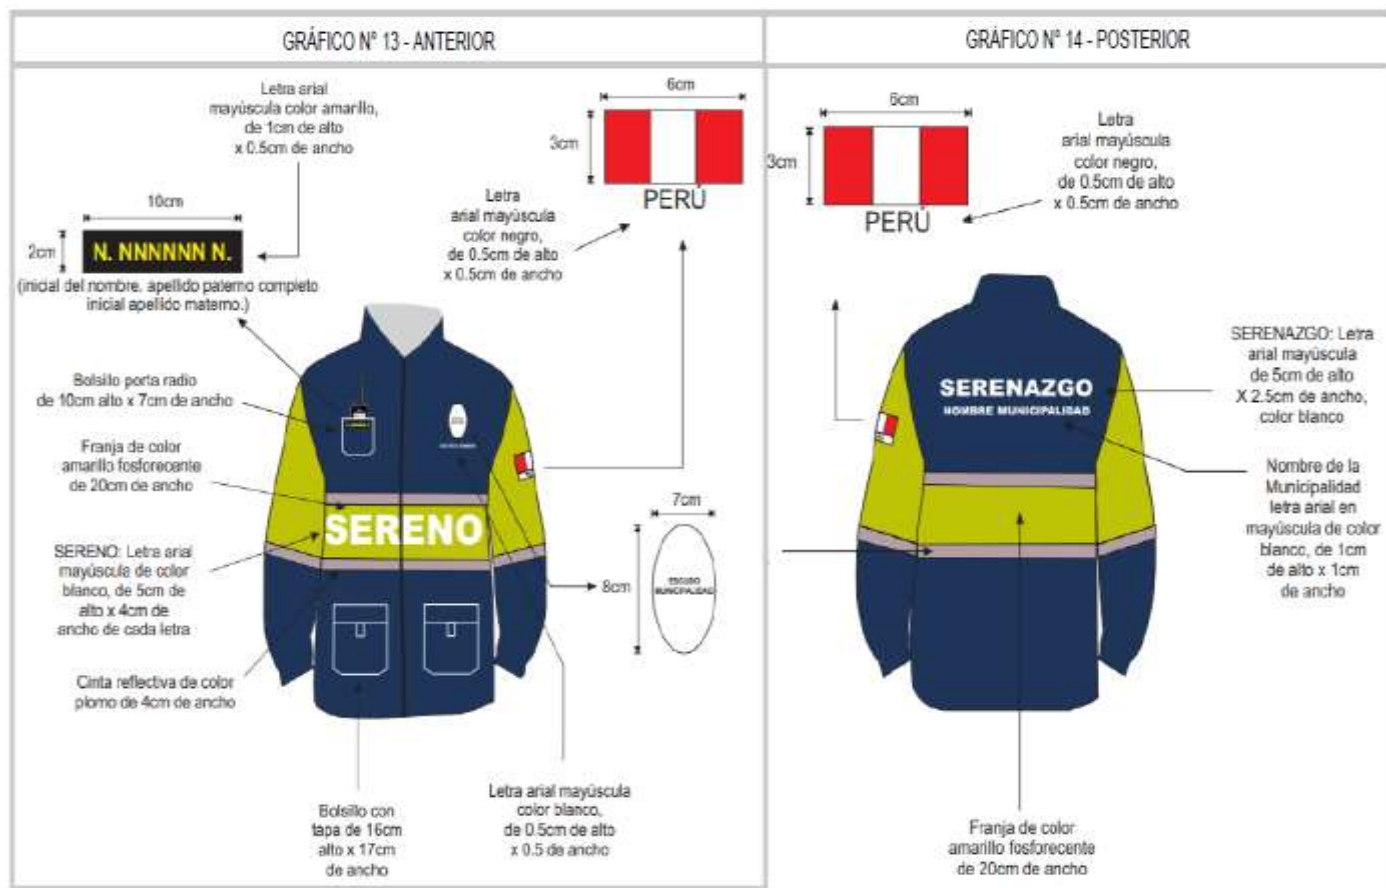 GRÁFICO Nº 13 - ANTERIOR
Letra arial
mayúscula color amarillo,
de 1cm de alto
x 0.5cm de ancho
10cm
2cm
N. NNNNNNN N.
(inicial del nombre, apellido paterno completo
inicial apellido materno.)
6cm
3cm
PERÚ
Letra
arial mayúscula
color negro,
de 0.5cm de alto
x 0.5cm de ancho
Bolsillo porta radio
de 10cm alto x 7cm de ancho
Franja de color
amarillo fosforecente
de 20cm de ancho
SERENO
SERENO: Letra arial
mayúscula de color
blanco, de 5cm de
alto x 4cm de
ancho de cada letra
Cinta reflectiva de color
plomo de 4cm de ancho
7cm
8cm
ESCUDO
MUNICIPALIDAD
Bolsillo con
tapa de 16cm
alto x 17cm
de ancho
Letra arial mayúscula
color blanco,
de 0.5cm de alto
x 0.5 de ancho
GRÁFICO Nº 14 - POSTERIOR
6cm
3cm
PERÚ
Letra
arial mayúscula
color negro,
de 0.5cm de alto
x 0.5cm de ancho
SERENAZGO
NOMBRE MUNICIPALIDAD
SERENAZGO: Letra
arial mayúscula
de 5cm de alto
X 2.5cm de ancho,
color blanco
Nombre de la
Municipalidad
letra arial en
mayúscula de color
blanco, de 1cm
de alto x 1cm
de ancho
Franja de color
amarillo fosforecente
de 20cm de ancho